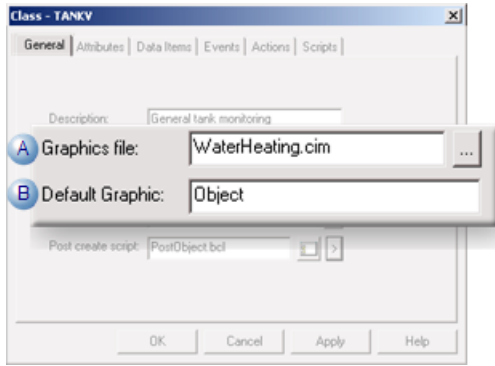 Class - TANKV
General Attributes Data Items Events Actions Scripts
Description: General tank monitoring
A Graphics file: WaterHeating.cim ...
B Default Graphic: Object
Post create script: PostObject.bcl >
OK Cancel Apply Help